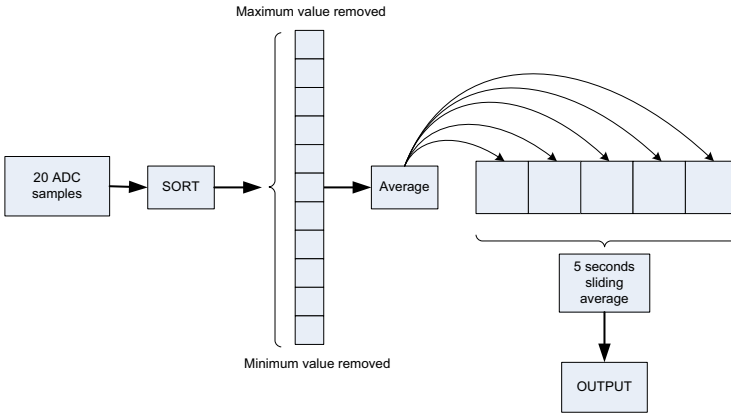 Maximum value removed
20 ADC
samples
SORT
Average
Minimum value removed
5 seconds
sliding
average
OUTPUT